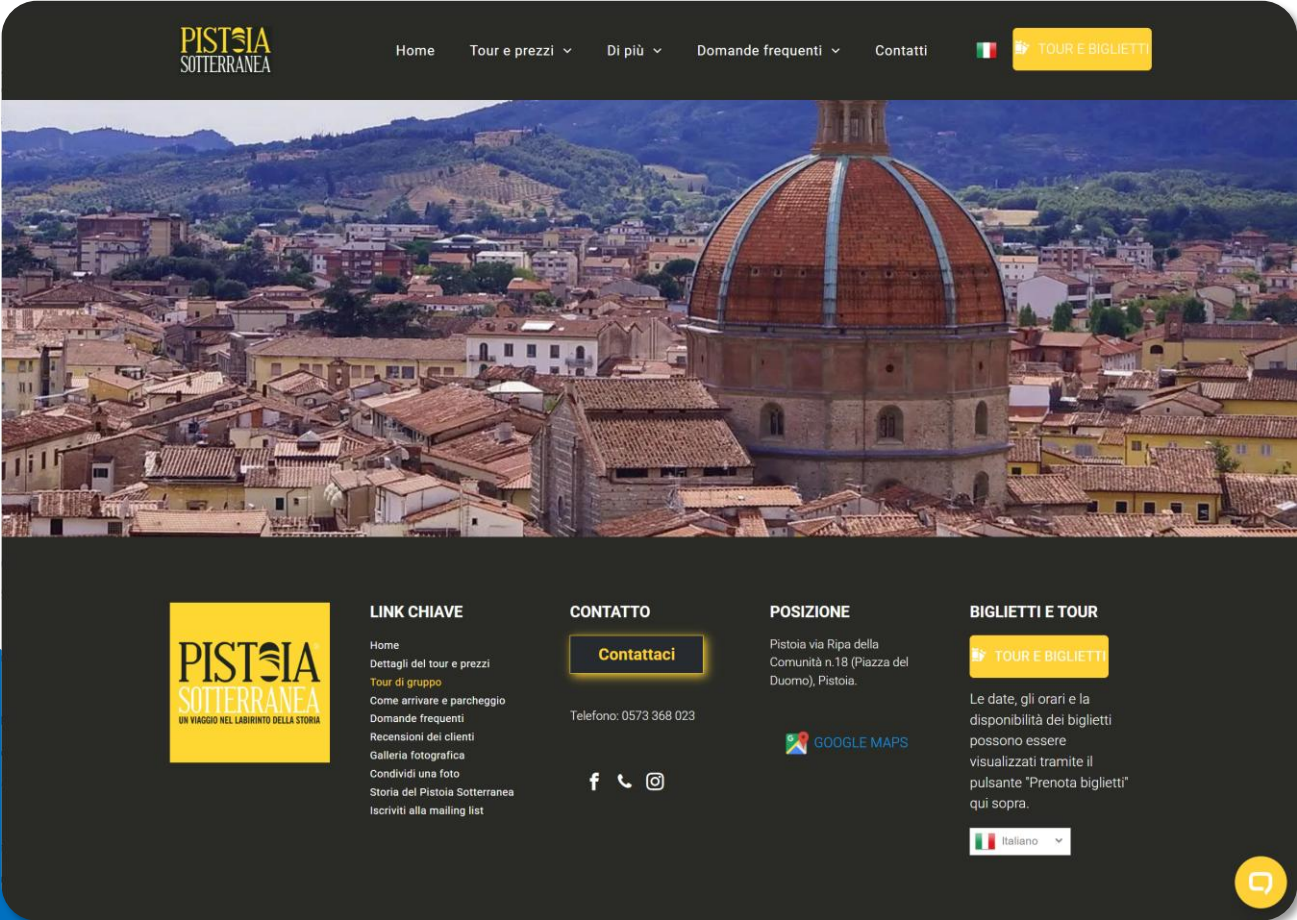 PISTOIA
SOTTERRANEA
Home
Tour e prezzi
Di più
Domande frequenti
Contatti
TOUR E BIGLIETTI
PISTOIA
SOTTERRANEA
UN VIAGGIO NEL LABIRINTO DELLA STORIA
LINK CHIAVE
Home
Dettagli del tour e prezzi
Tour di gruppo
Come arrivare e parcheggio
Domande frequenti
Recensioni dei clienti
Galleria fotografica
Condividi una foto
Storia del Pistoia Sotterranea
Iscriviti alla mailing list
CONTATTO
Contattaci
Telefono: 0573 368 023
POSIZIONE
Pistoia via Ripa della
Comunità n.18 (Piazza del
Duomo), Pistoia.
GOOGLE MAPS
BIGLIETTI E TOUR
TOUR E BIGLIETTI
Le date, gli orari e la
disponibilità dei biglietti
possono essere
visualizzati tramite il
pulsante "Prenota biglietti"
qui sopra.
Italiano